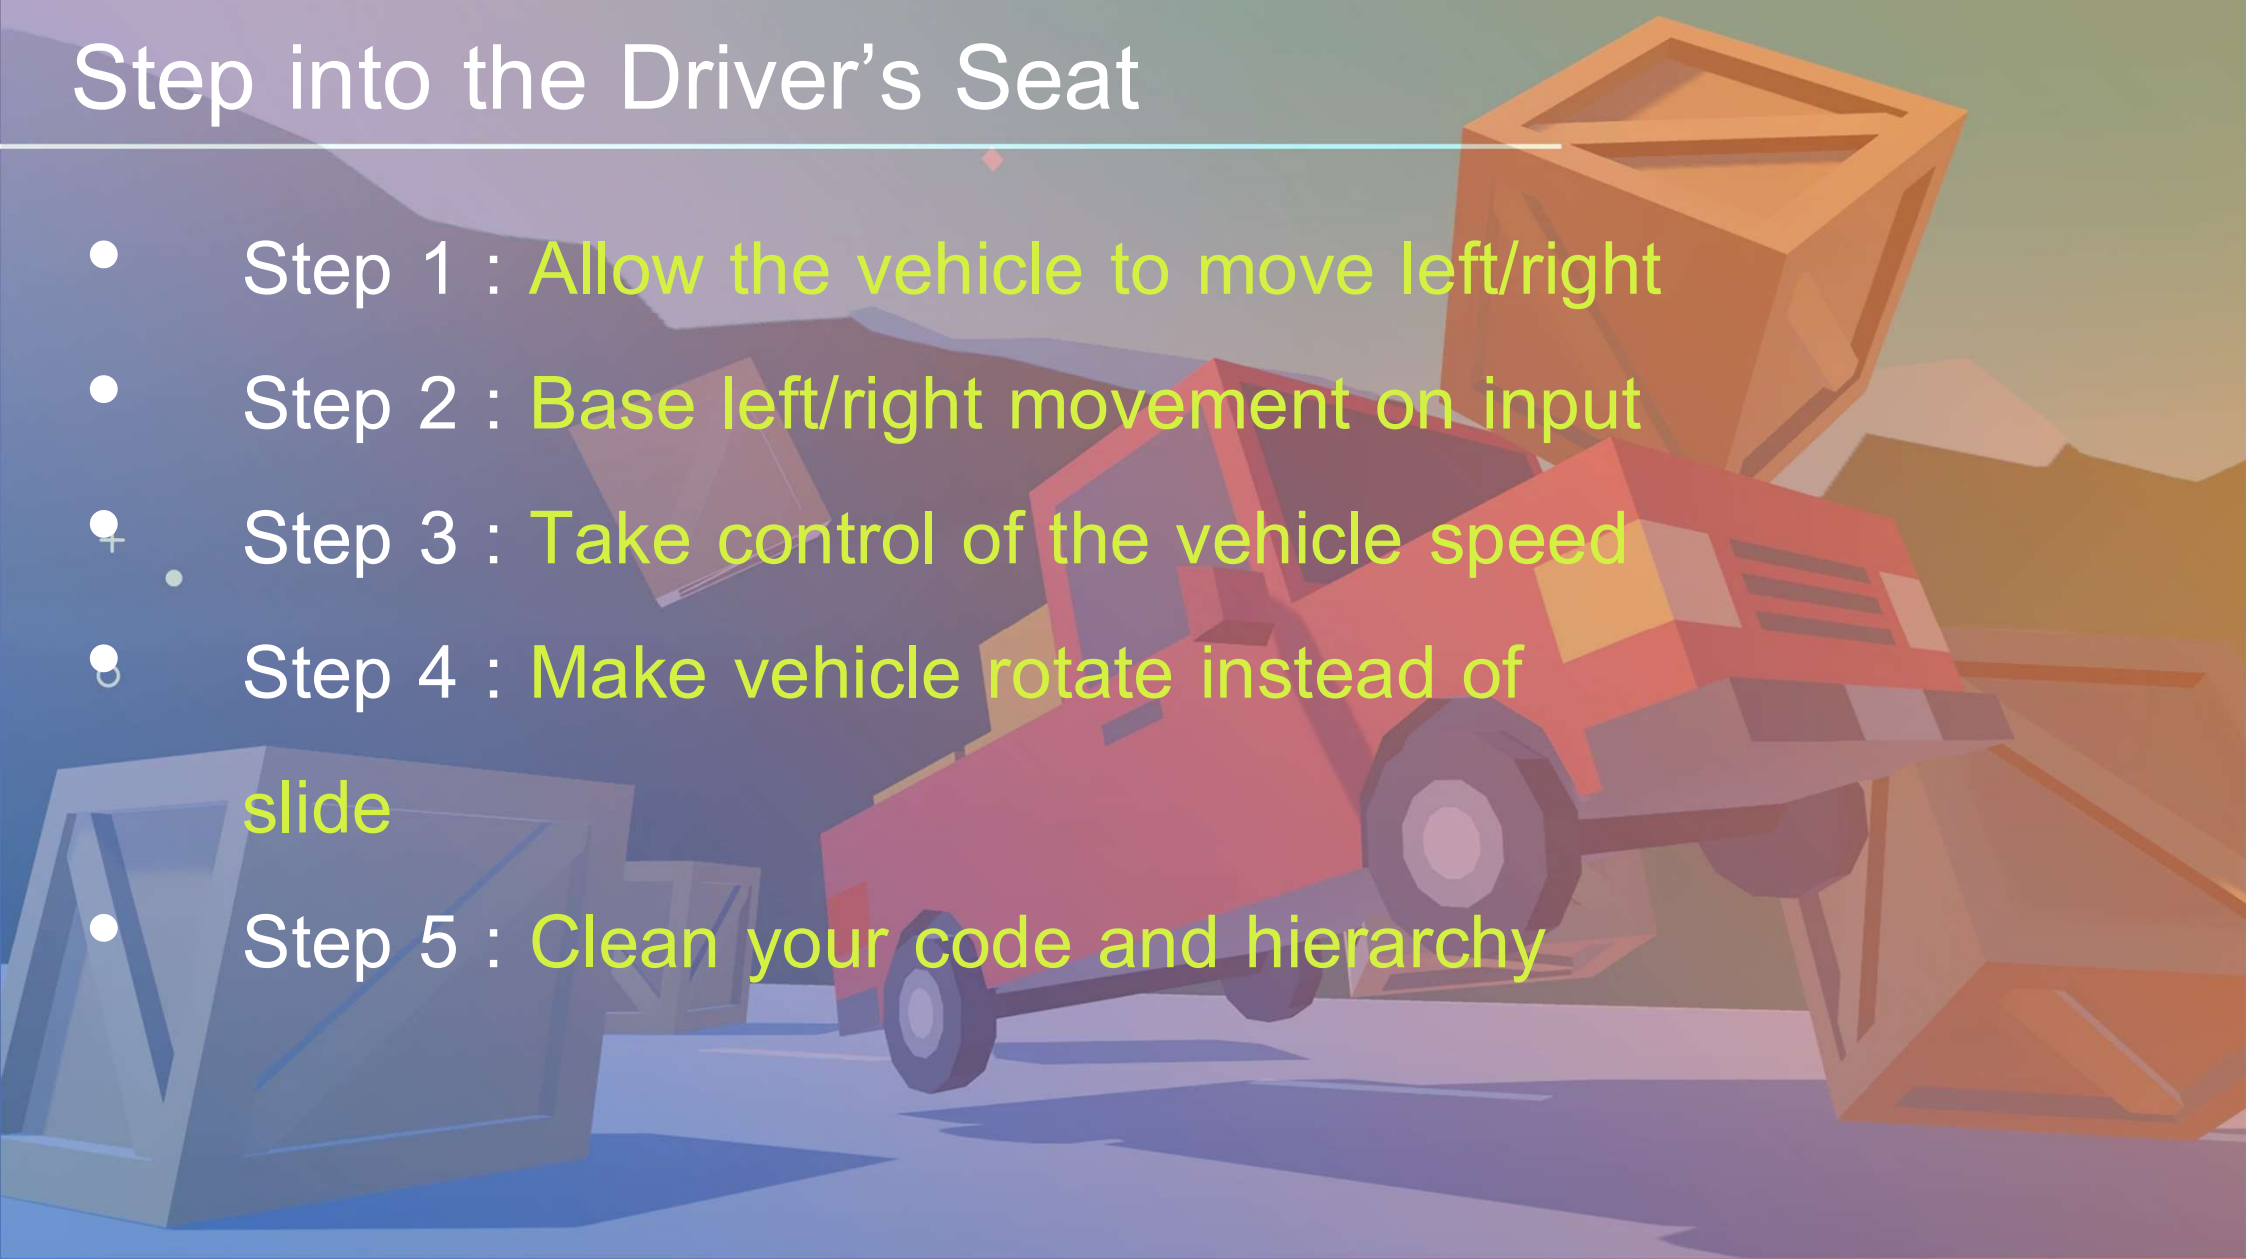 Step into the Driver’s Seat
• Step 1 : Allow the vehicle to move left/right
• Step 2 : Base left/right movement on input
• Step 3 : Take control of the vehicle speed
• Step 4 : Make vehicle rotate instead of
slide
• Step 5 : Clean your code and hierarchy